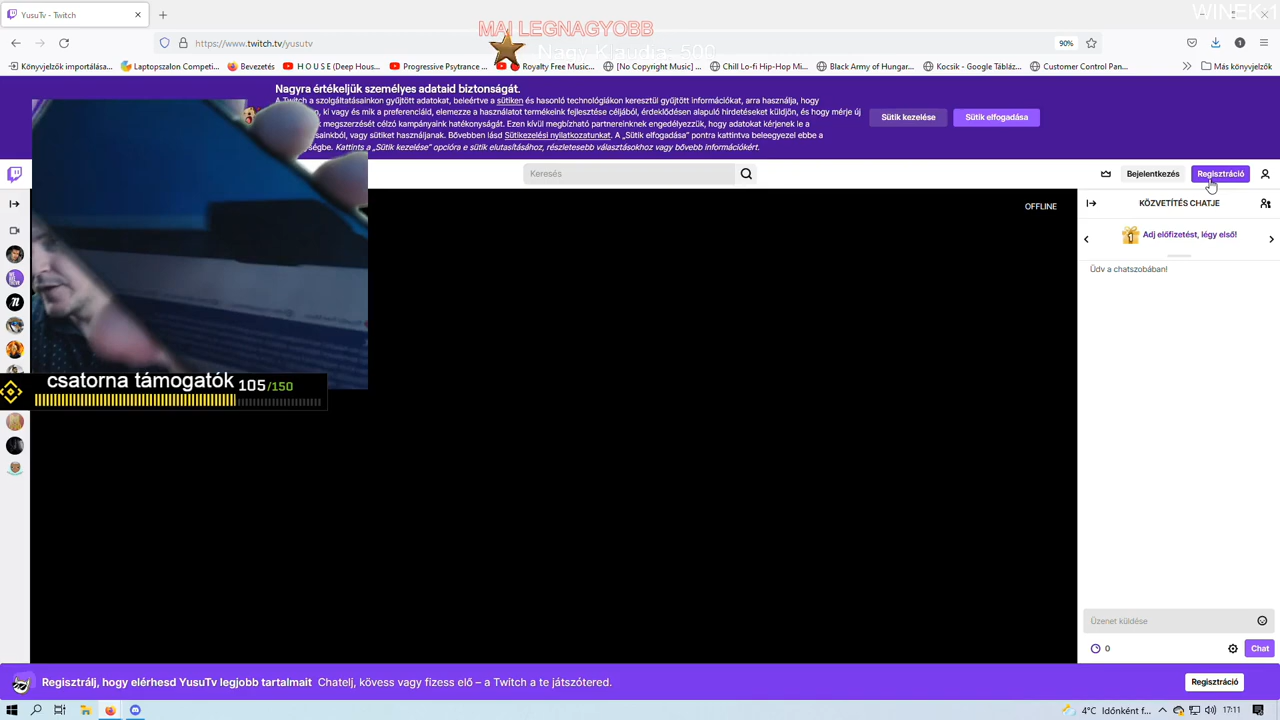 YusuTv - Twitch
MAI LEGNAGYOBB
Nagy Klaudia 500
https://www.twitch.tv/yusutv
90%
Könyvjelzők importálása...
Laptopszalon Competi...
Bevezetés
H O U S E (Deep Hous...
Progressive Psytrance ...
Royalty Free Music...
[No Copyright Music] ...
Chill Lo-fi Hip-Hop Mi...
Black Army of Hungar...
Kocsik - Google Tábláz...
Customer Control Pan...
Más könyvjelzők
Nagyra értékeljük személyes adataid biztonságát.
A Twitch a szolgáltatásainkon gyűjtött adatokat, beleértve a sütiken és hasonló technológiákon keresztül gyűjtött információkat, arra használja, hogy
ki vagy és mik a preferenciáid, elemezze a használatot termékeink fejlesztése céljából, érdeklődésen alapuló hirdetéseket küldjön, és hogy mérje új
megszerzését célzó kampányaink hatékonyságát. Ezen kívül megbízható partnereinknek engedélyezzük, hogy adatokat kérjenek le a
vagy sütiket használjanak. Bővebben lásd Sütikezelési nyilatkozatunkat. A „Sütik elfogadása" pontra kattintva beleegyezel ebbe a
Kattints a „Sütik kezelése" opcióra e sütik elutasításához, részletesebb választásokhoz vagy bővebb információkért.
Sütik kezelése
Sütik elfogadása
Keresés
Bejelentkezés
Regisztráció
OFFLINE
KÖZVETÍTÉS CHATJE
Adj előfizetést, légy első!
Üdv a chatszobában!
csatorna támogatók 105/150
Üzenet küldése
0
Chat
Regisztrálj, hogy elérhesd YusuTv legjobb tartalmait
Chatelj, kövess vagy fizess elő – a Twitch a te játszótered.
Regisztráció
4°C Időnként f...
17:11